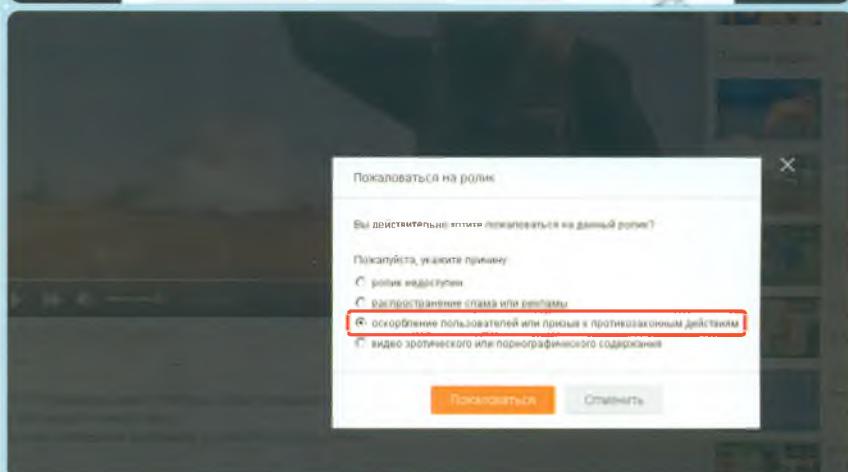 Пожаловаться на ролик
Вы действительно хотите пожаловаться на данный ролик?
Пожалуйста, укажите причину
ролик недоступен
распространение спама или рекламы
оскорбление пользователей или призыв к противозаконным действиям
видео эротического или порнографического содержания
Пожаловаться
Отменить